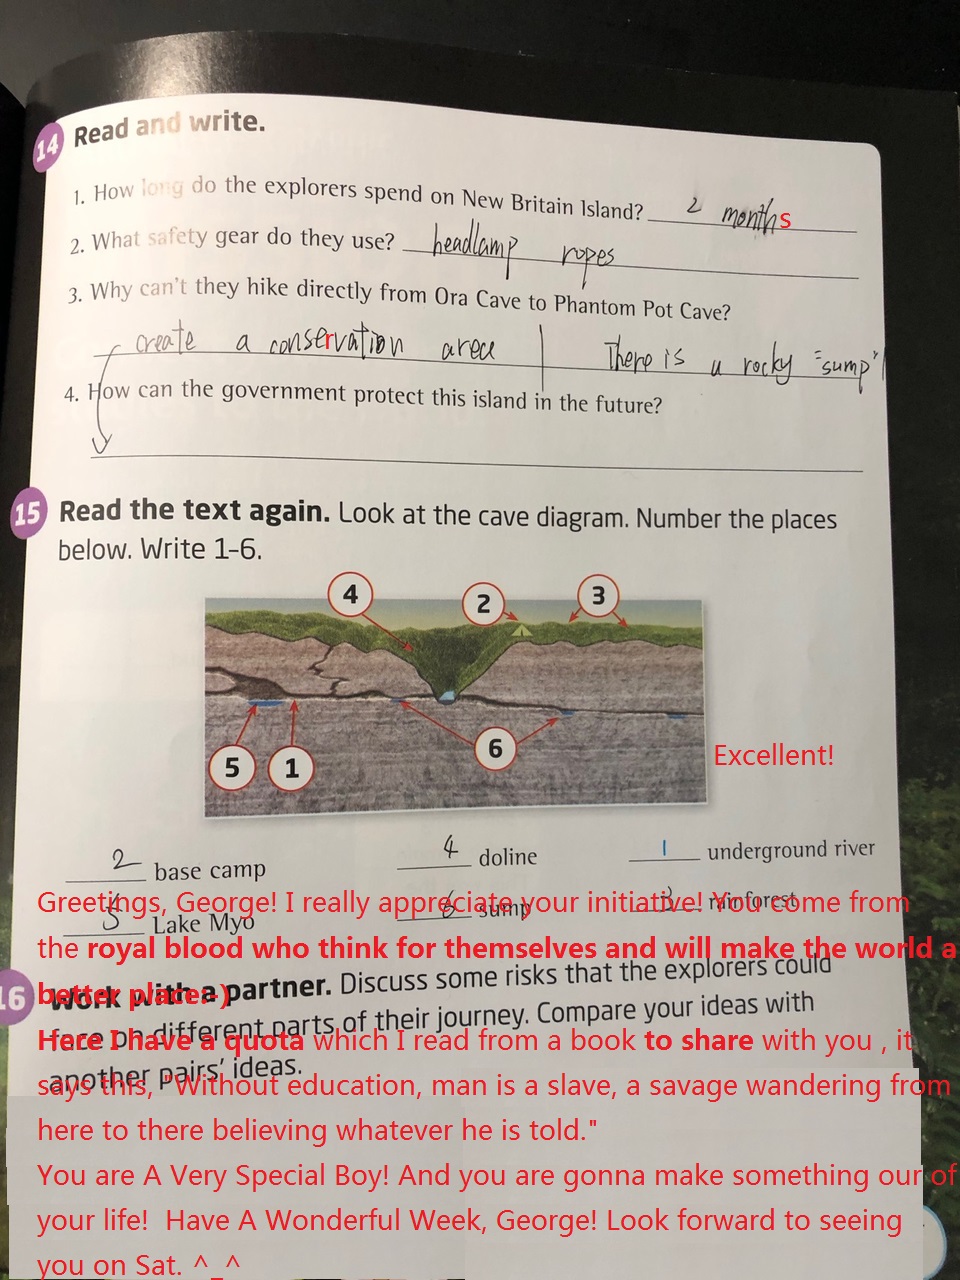 14 Read and write.
1. How long do the explorers spend on New Britain Island? 2 months
2. What safety gear do they use? headlamp ropes
3. Why can't they hike directly from Ora Cave to Phantom Pot Cave?
create a conservation area | There is a rocky "sump"
4. How can the government protect this island in the future?
15 Read the text again. Look at the cave diagram. Number the places
below. Write 1–6.
4 2 3
6
5 1
Excellent!
2 base camp 4 doline 1 underground river
5 Lake Myo 6 sump rainforest
Greetings, George! I really appreciate your initiative! You come from
the royal blood who think for themselves and will make the world a
better place:-)
16 Work with a partner. Discuss some risks that the explorers could
face on different parts of their journey. Compare your ideas with
another pairs' ideas.
Here I have a quota which I read from a book to share with you , it
says this, "Without education, man is a slave, a savage wandering from
here to there believing whatever he is told."
You are A Very Special Boy! And you are gonna make something our of
your life! Have A Wonderful Week, George! Look forward to seeing
you on Sat. ^_^